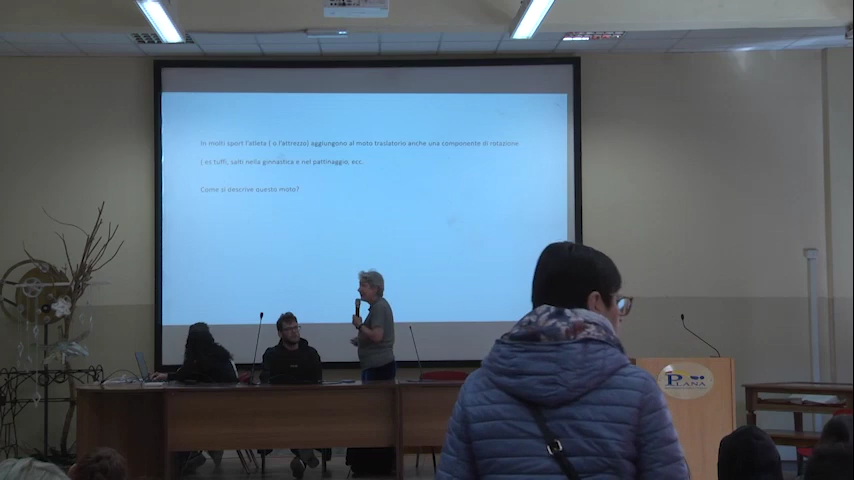 In molti sport l'atleta ( o l'attrezzo) aggiungono al moto traslatorio anche una componente di rotazione
( es tuffi, salti nella ginnastica e nel pattinaggio, ecc.
Come si descrive questo moto?
PLANA